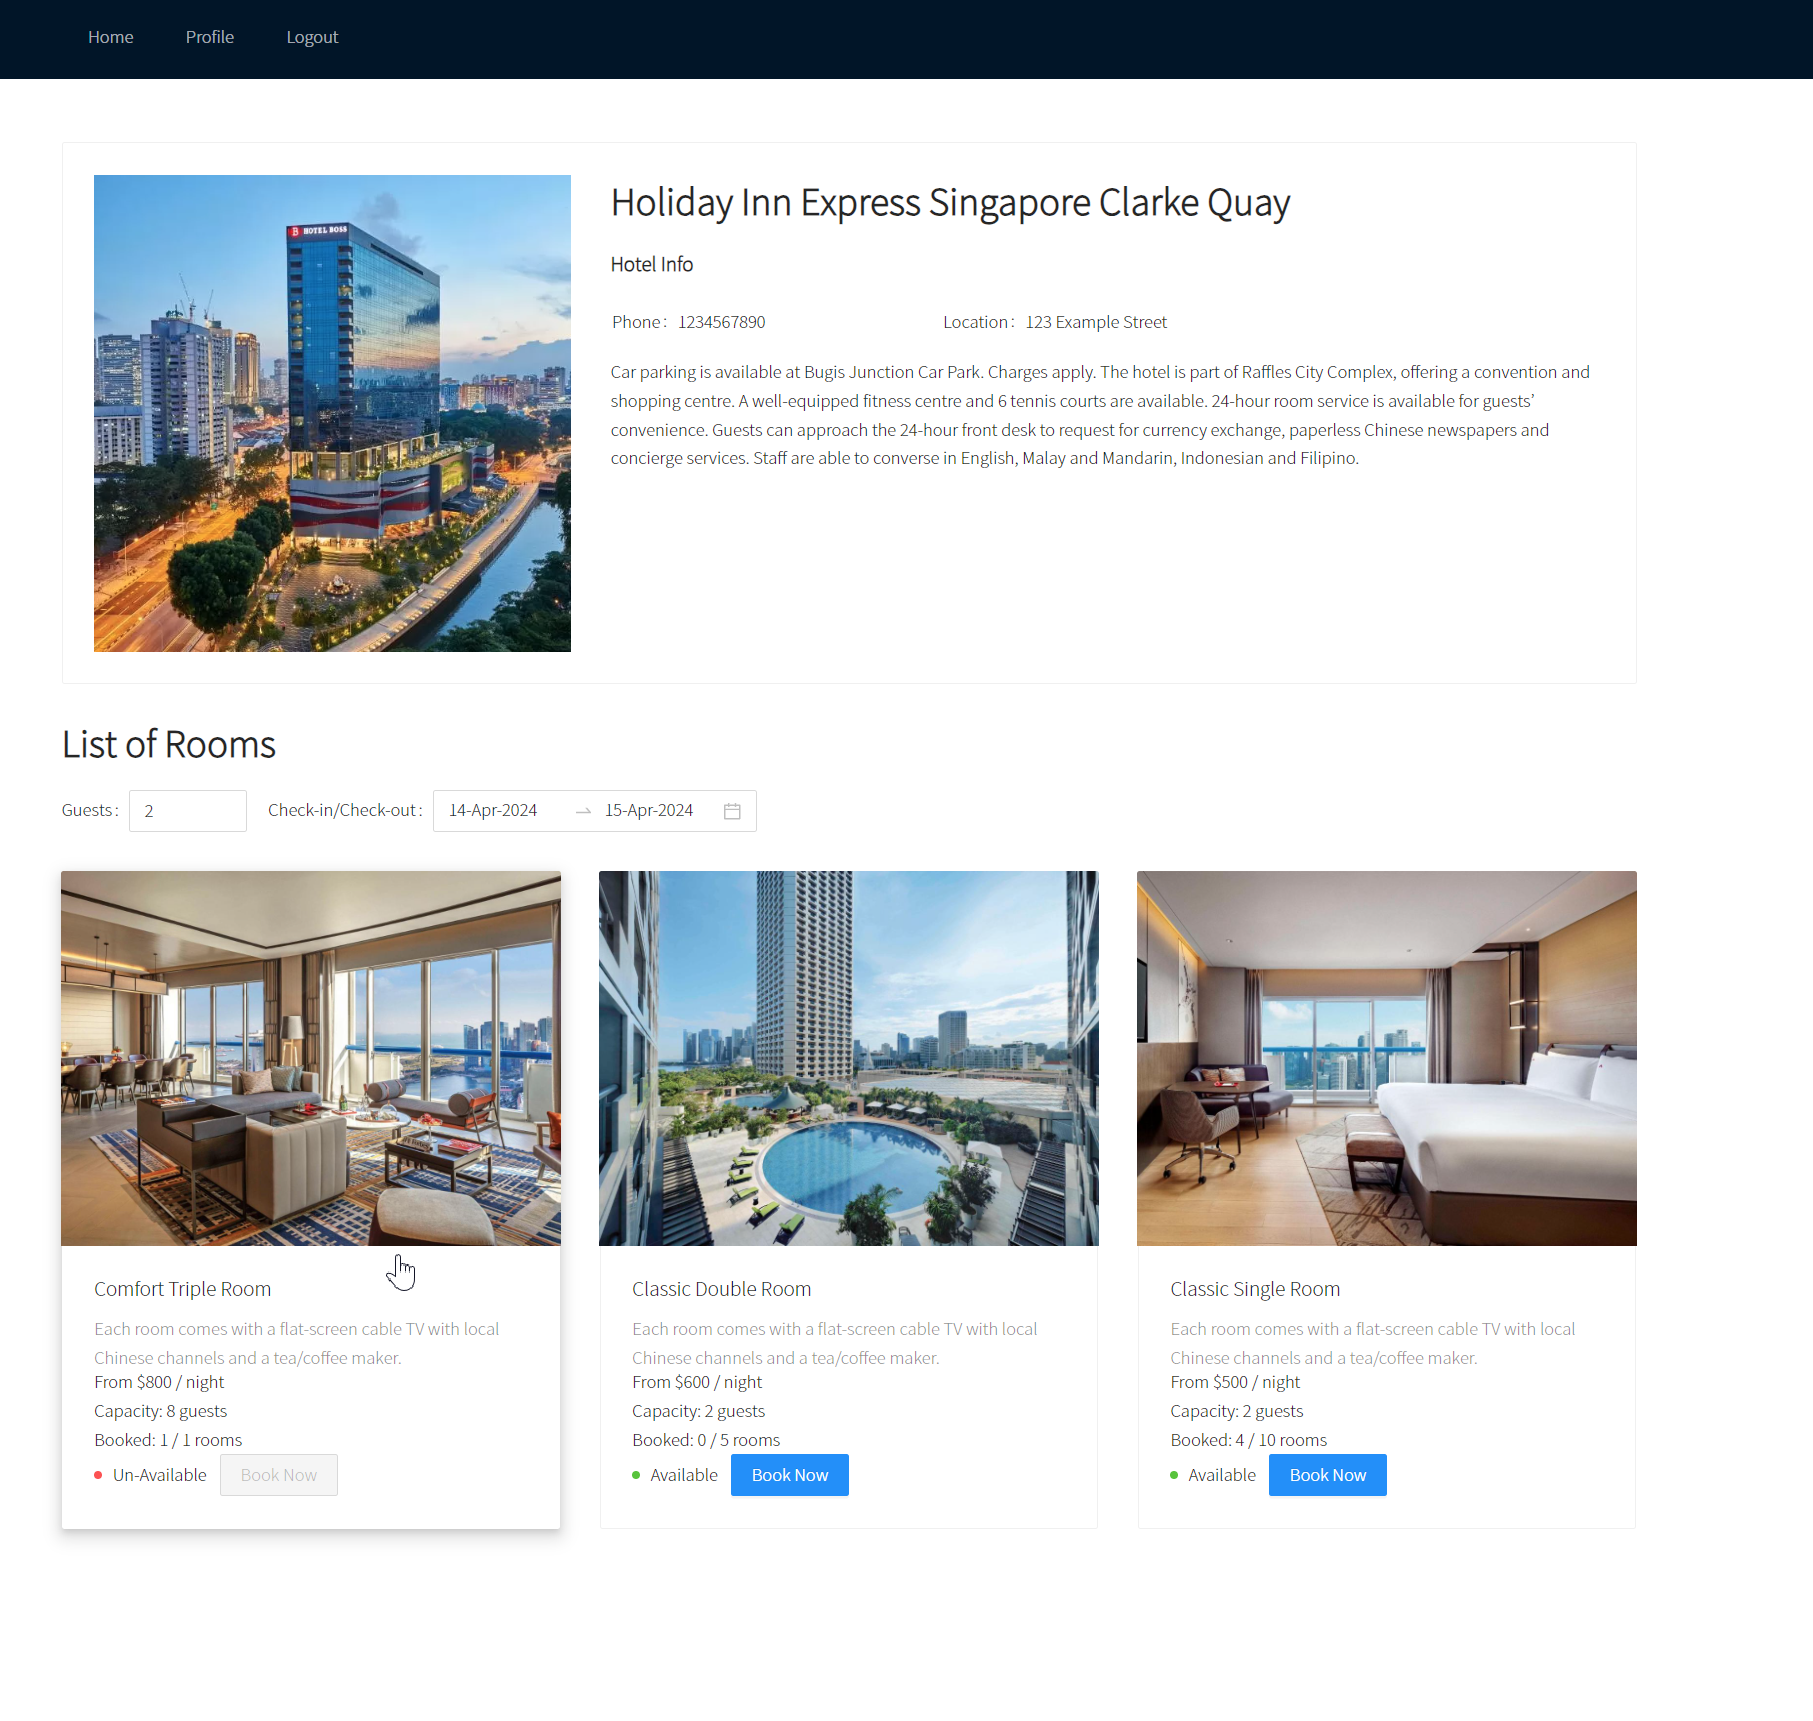 Home Profile Logout
HOTEL BOSS
Holiday Inn Express Singapore Clarke Quay
Hotel Info
Phone: 1234567890 Location: 123 Example Street
Car parking is available at Bugis Junction Car Park. Charges apply. The hotel is part of Raffles City Complex, offering a convention and
shopping centre. A well-equipped fitness centre and 6 tennis courts are available. 24-hour room service is available for guests’
convenience. Guests can approach the 24-hour front desk to request for currency exchange, paperless Chinese newspapers and
concierge services. Staff are able to converse in English, Malay and Mandarin, Indonesian and Filipino.
List of Rooms
Guests: 2 Check-in/Check-out: 14-Apr-2024 15-Apr-2024
Comfort Triple Room
Each room comes with a flat-screen cable TV with local
Chinese channels and a tea/coffee maker.
From $800 / night
Capacity: 8 guests
Booked: 1 / 1 rooms
Un-Available Book Now
Classic Double Room
Each room comes with a flat-screen cable TV with local
Chinese channels and a tea/coffee maker.
From $600 / night
Capacity: 2 guests
Booked: 0 / 5 rooms
Available Book Now
Classic Single Room
Each room comes with a flat-screen cable TV with local
Chinese channels and a tea/coffee maker.
From $500 / night
Capacity: 2 guests
Booked: 4 / 10 rooms
Available Book Now